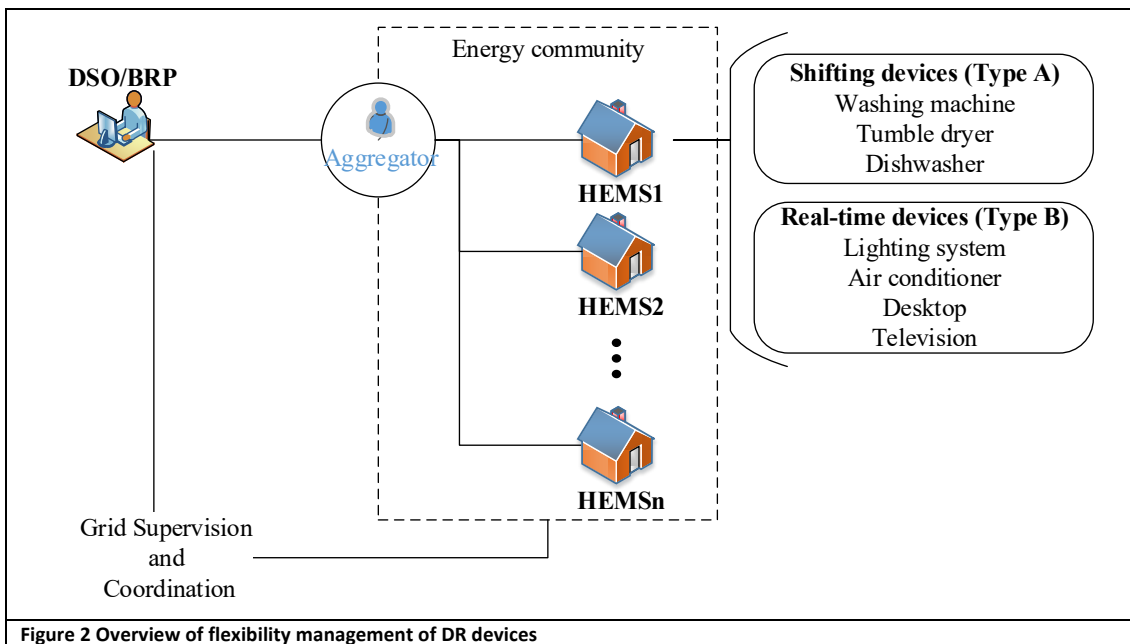 Energy community
DSO/BRP
Aggregator
HEMS1
HEMS2
HEMSn
Shifting devices (Type A)
Washing machine
Tumble dryer
Dishwasher
Real-time devices (Type B)
Lighting system
Air conditioner
Desktop
Television
Grid Supervision
and
Coordination
Figure 2 Overview of flexibility management of DR devices